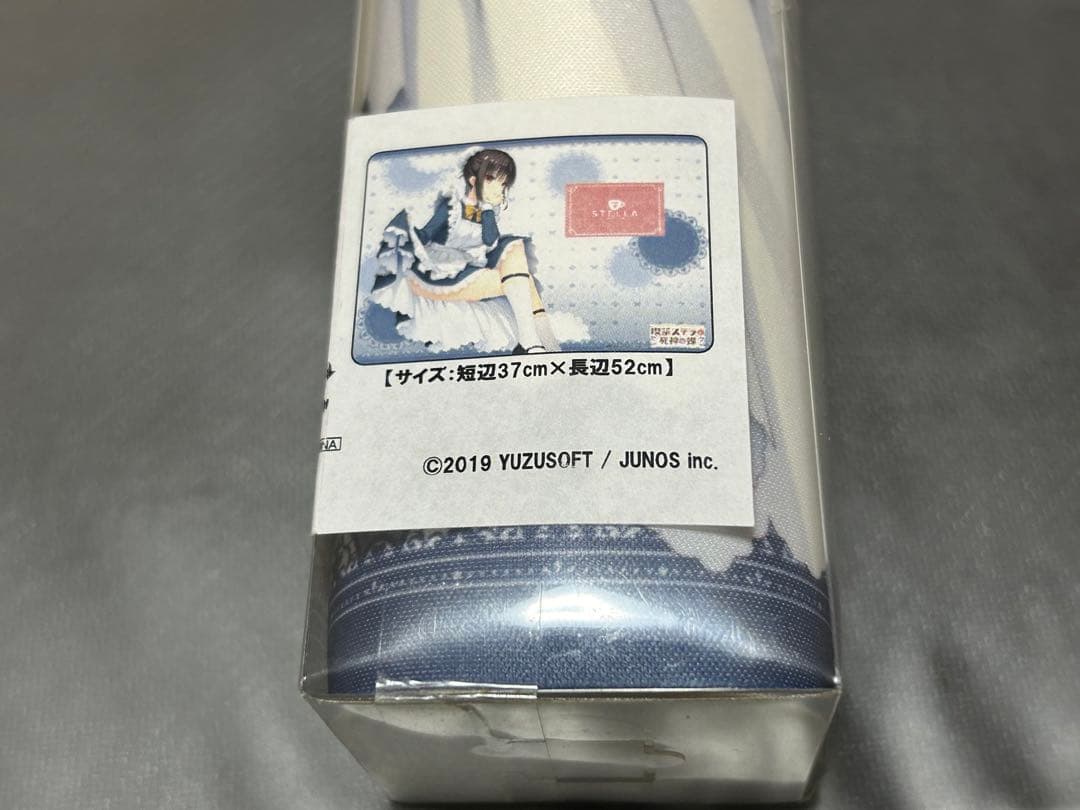 STELLA
喫茶ステラと
死神の蝶
【サイズ:短辺37cm×長辺52cm】
NA
©2019 YUZUSOFT / JUNOS inc.